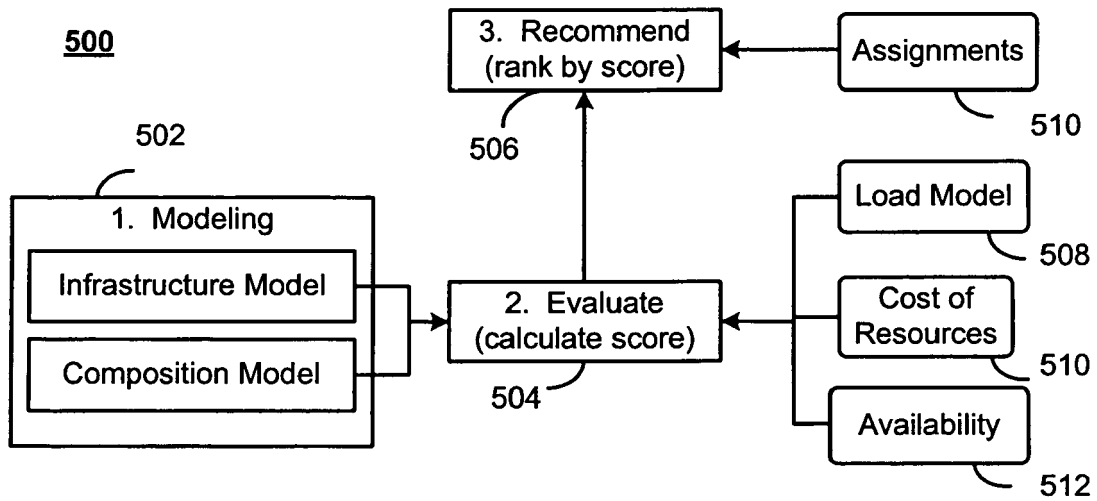 500
3. Recommend
(rank by score)
506
Assignments
510
502
1. Modeling
Infrastructure Model
Composition Model
2. Evaluate
(calculate score)
504
Load Model
508
Cost of
Resources
510
Availability
512